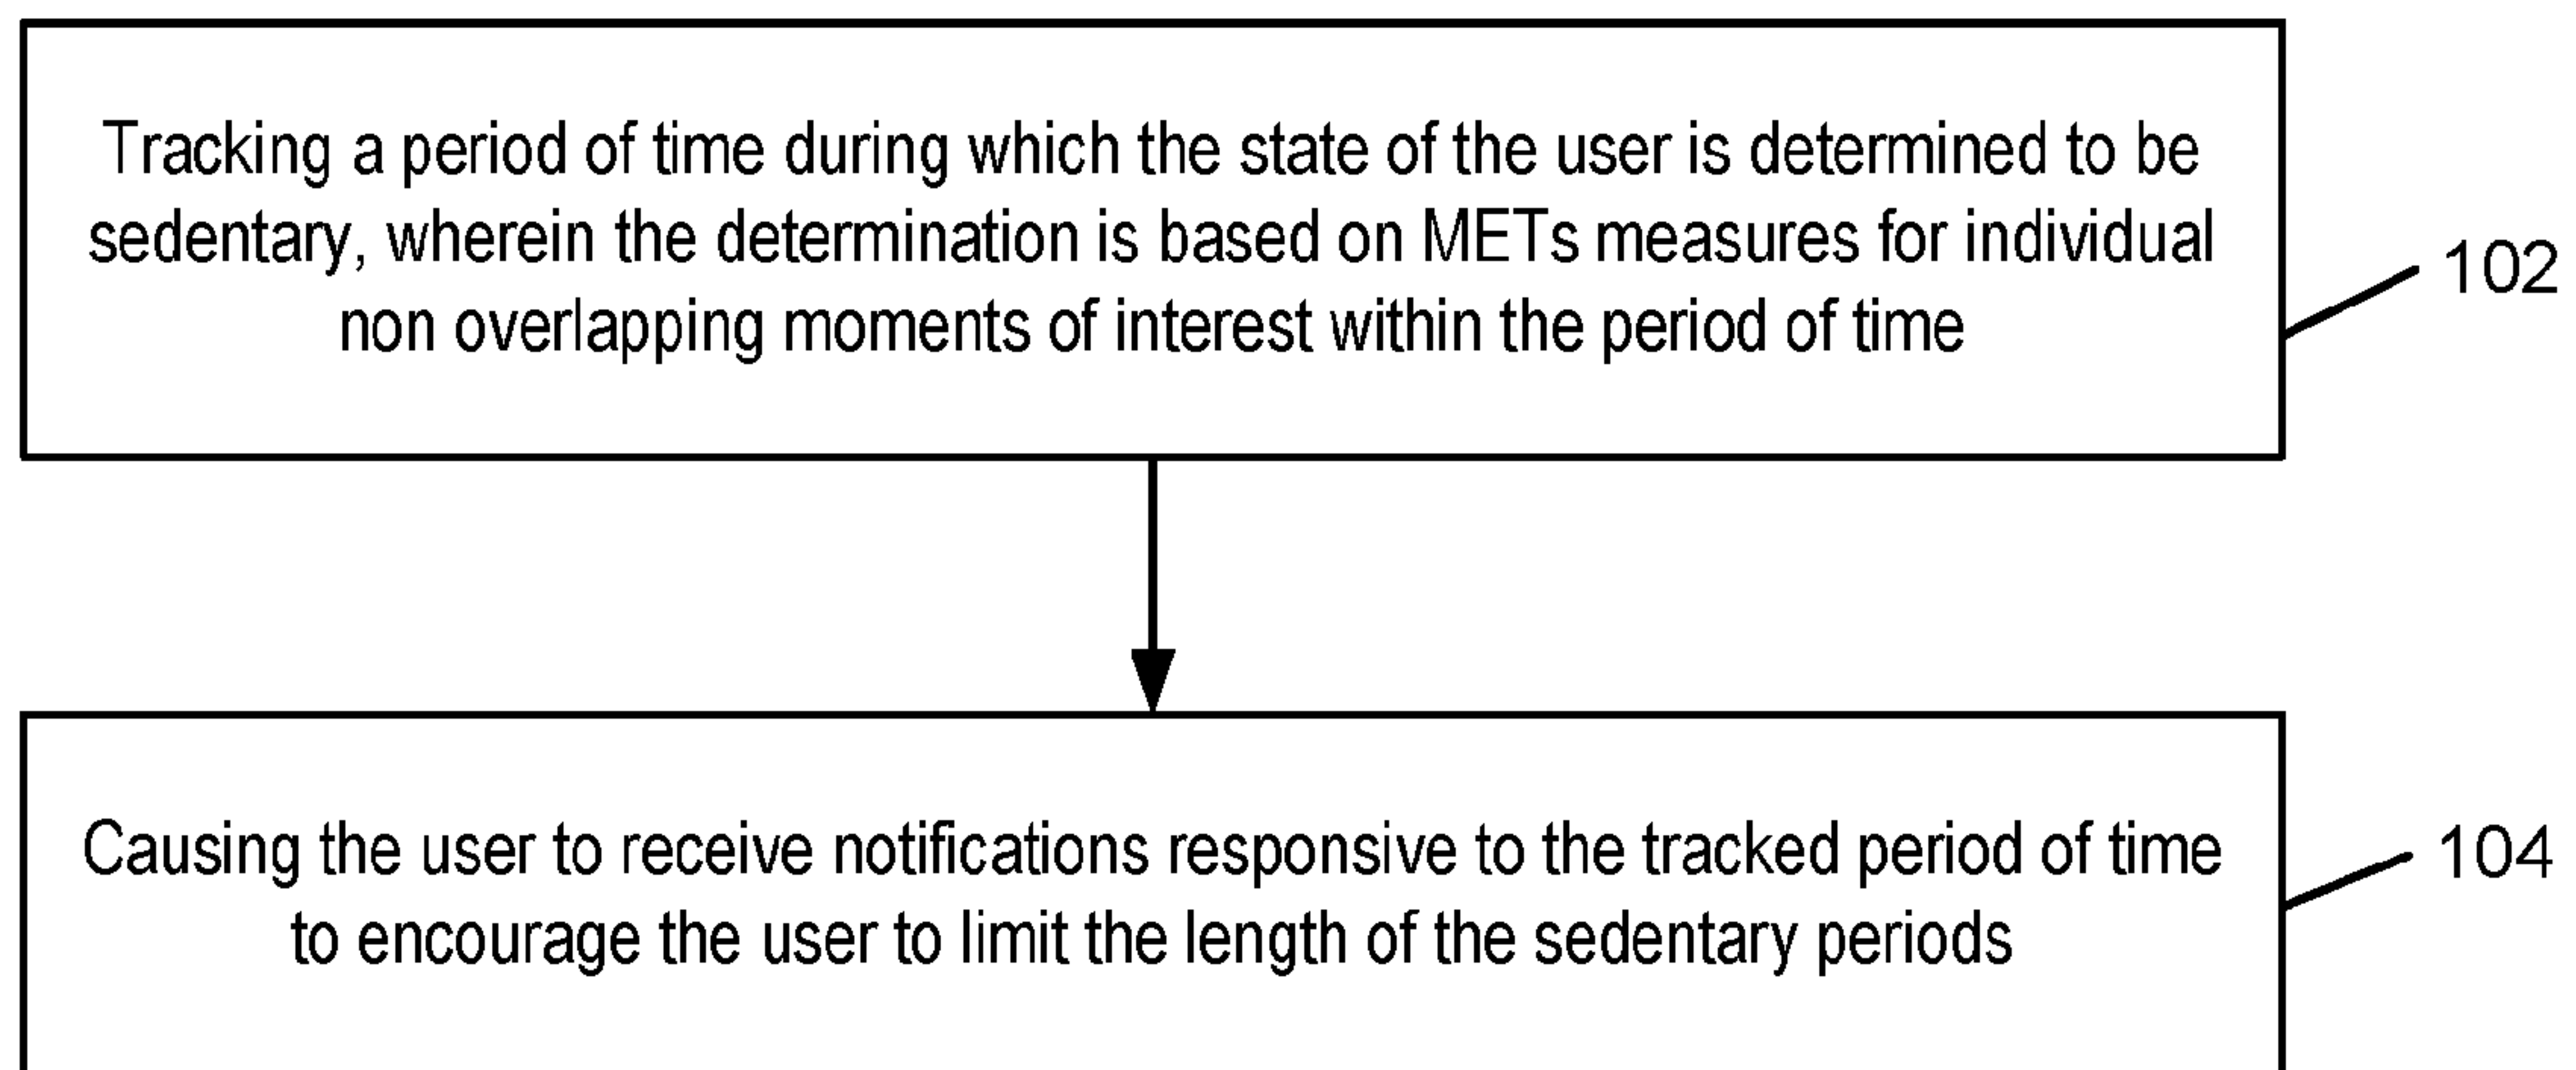 Tracking a period of time during which the state of the user is determined to be
sedentary, wherein the determination is based on METs measures for individual
non overlapping moments of interest within the period of time
102
Causing the user to receive notifications responsive to the tracked period of time
to encourage the user to limit the length of the sedentary periods
104